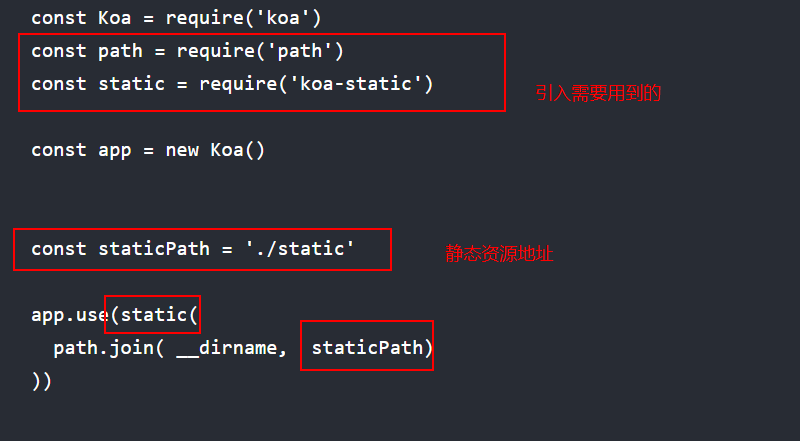 const Koa = require('koa')
const path = require('path')
const static = require('koa-static')
引入需要用到的
const app = new Koa()
const staticPath = './static'
静态资源地址
app.use(static(
  path.join( __dirname,  staticPath)
))